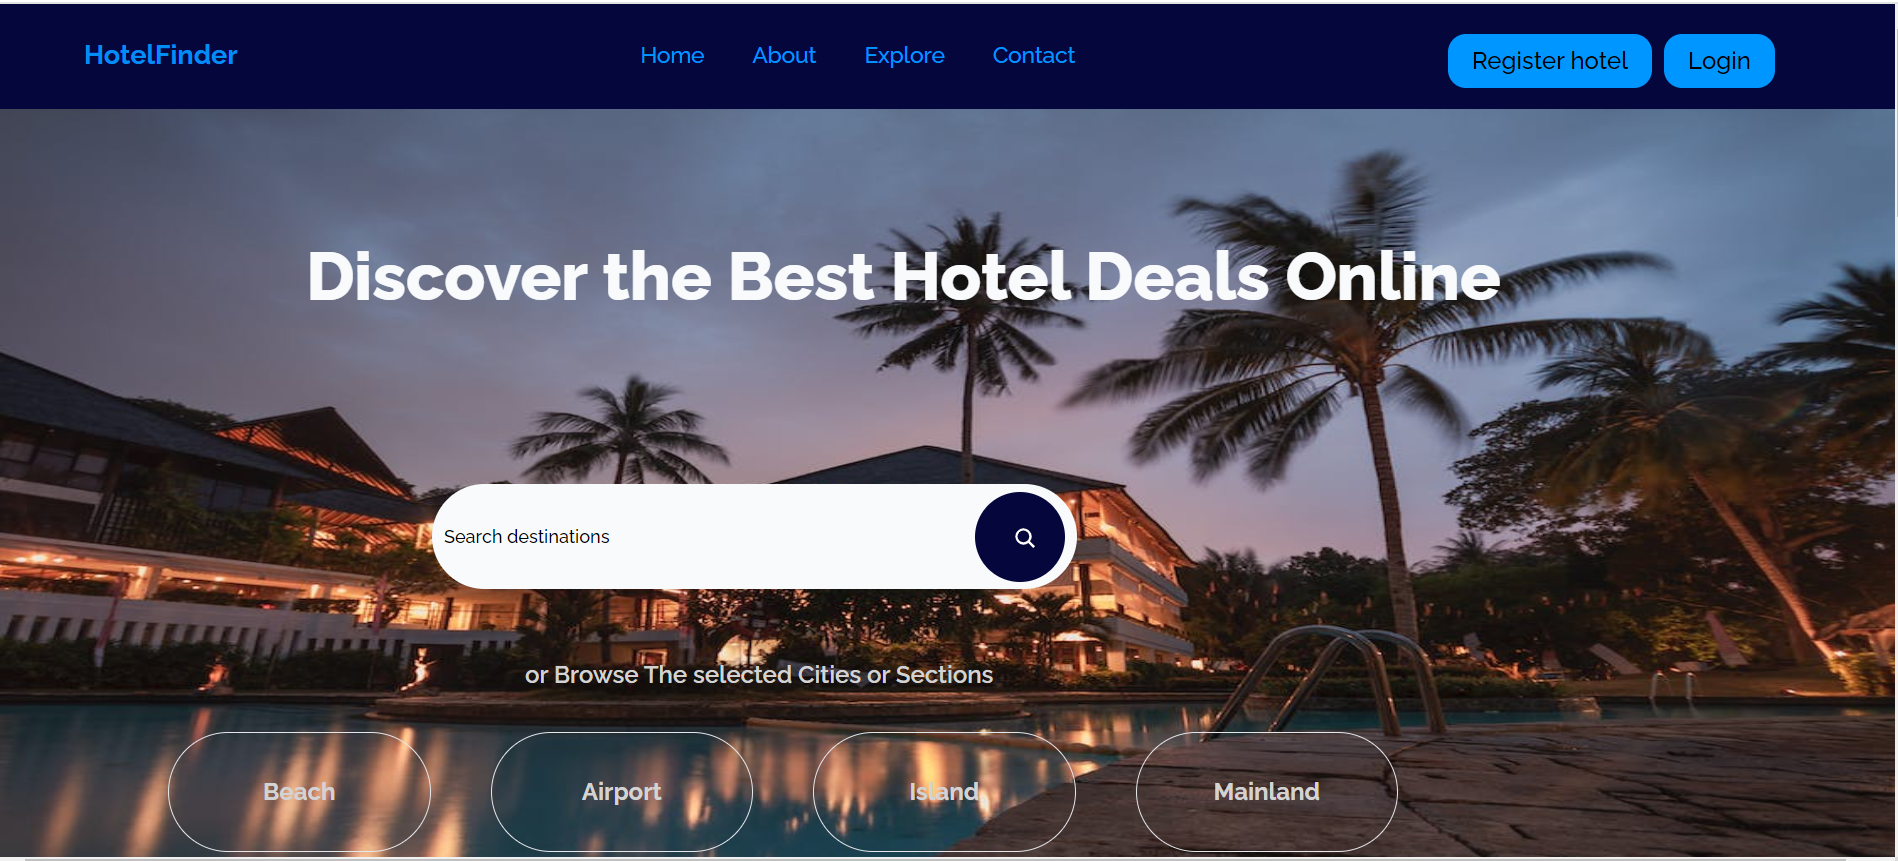 HotelFinder
Home About Explore Contact
Register hotel Login
Discover the Best Hotel Deals Online
Search destinations
or Browse The selected Cities or Sections
Beach Airport Island Mainland